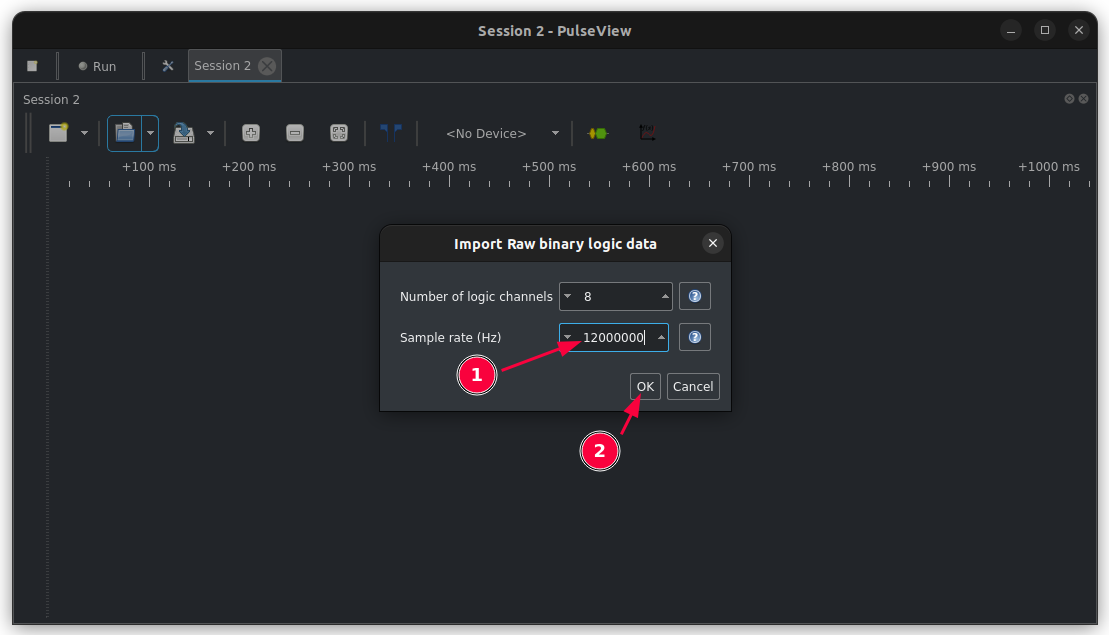 Session 2 - PulseView
Run
Session 2
Session 2
<No Device>
+100 ms +200 ms +300 ms +400 ms +500 ms +600 ms +700 ms +800 ms +900 ms +1000 ms
Import Raw binary logic data
Number of logic channels 8
Sample rate (Hz) 12000000
1
OK Cancel
2